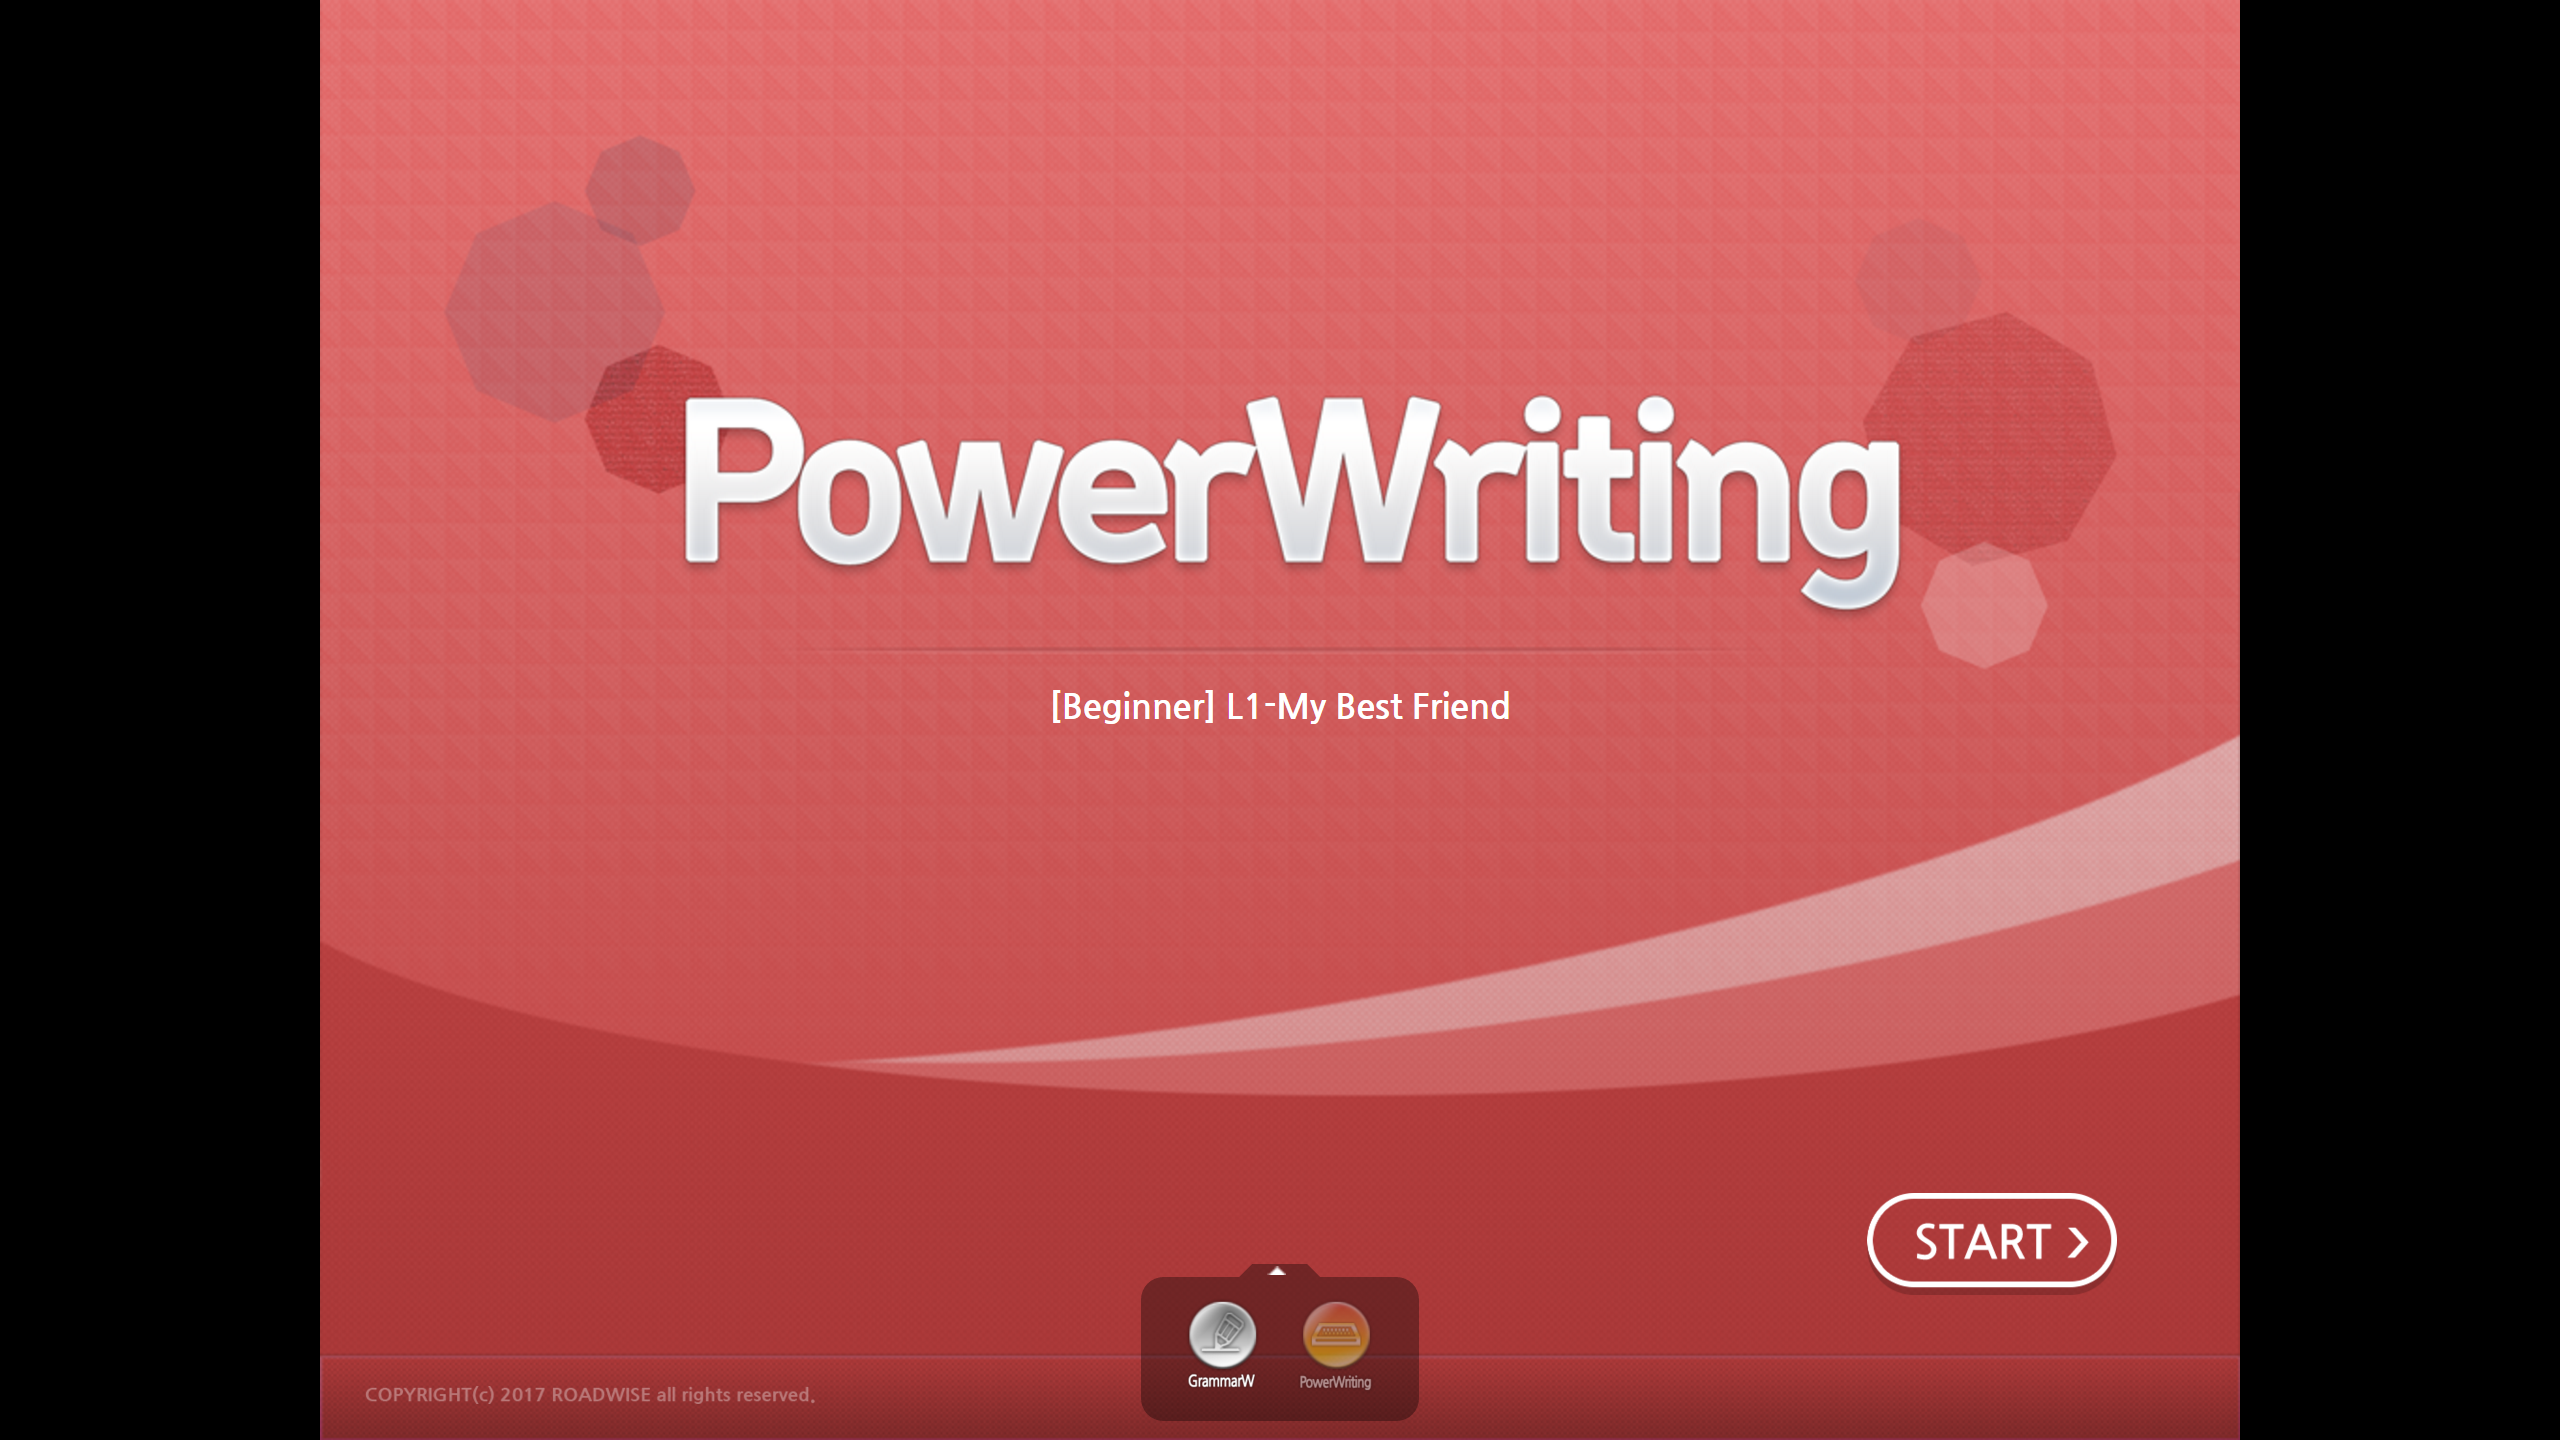 PowerWriting
[Beginner] L1-My Best Friend
START
GrammarW
PowerWriting
COPYRIGHT(c) 2017 ROADWISE all rights reserved.